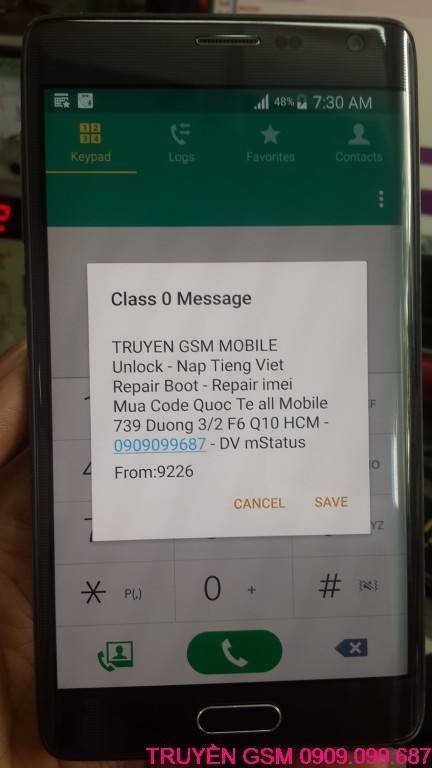 48% 7:30 AM
Keypad Logs Favorites Contacts
Class 0 Message
TRUYEN GSM MOBILE
Unlock - Nap Tieng Viet
Repair Boot - Repair imei
Mua Code Quoc Te all Mobile
739 Duong 3/2 F6 Q10 HCM -
0909099687 - DV mStatus
From:9226
CANCEL SAVE
* P(,) 0 + #
TRUYỀN GSM 0909.099.687